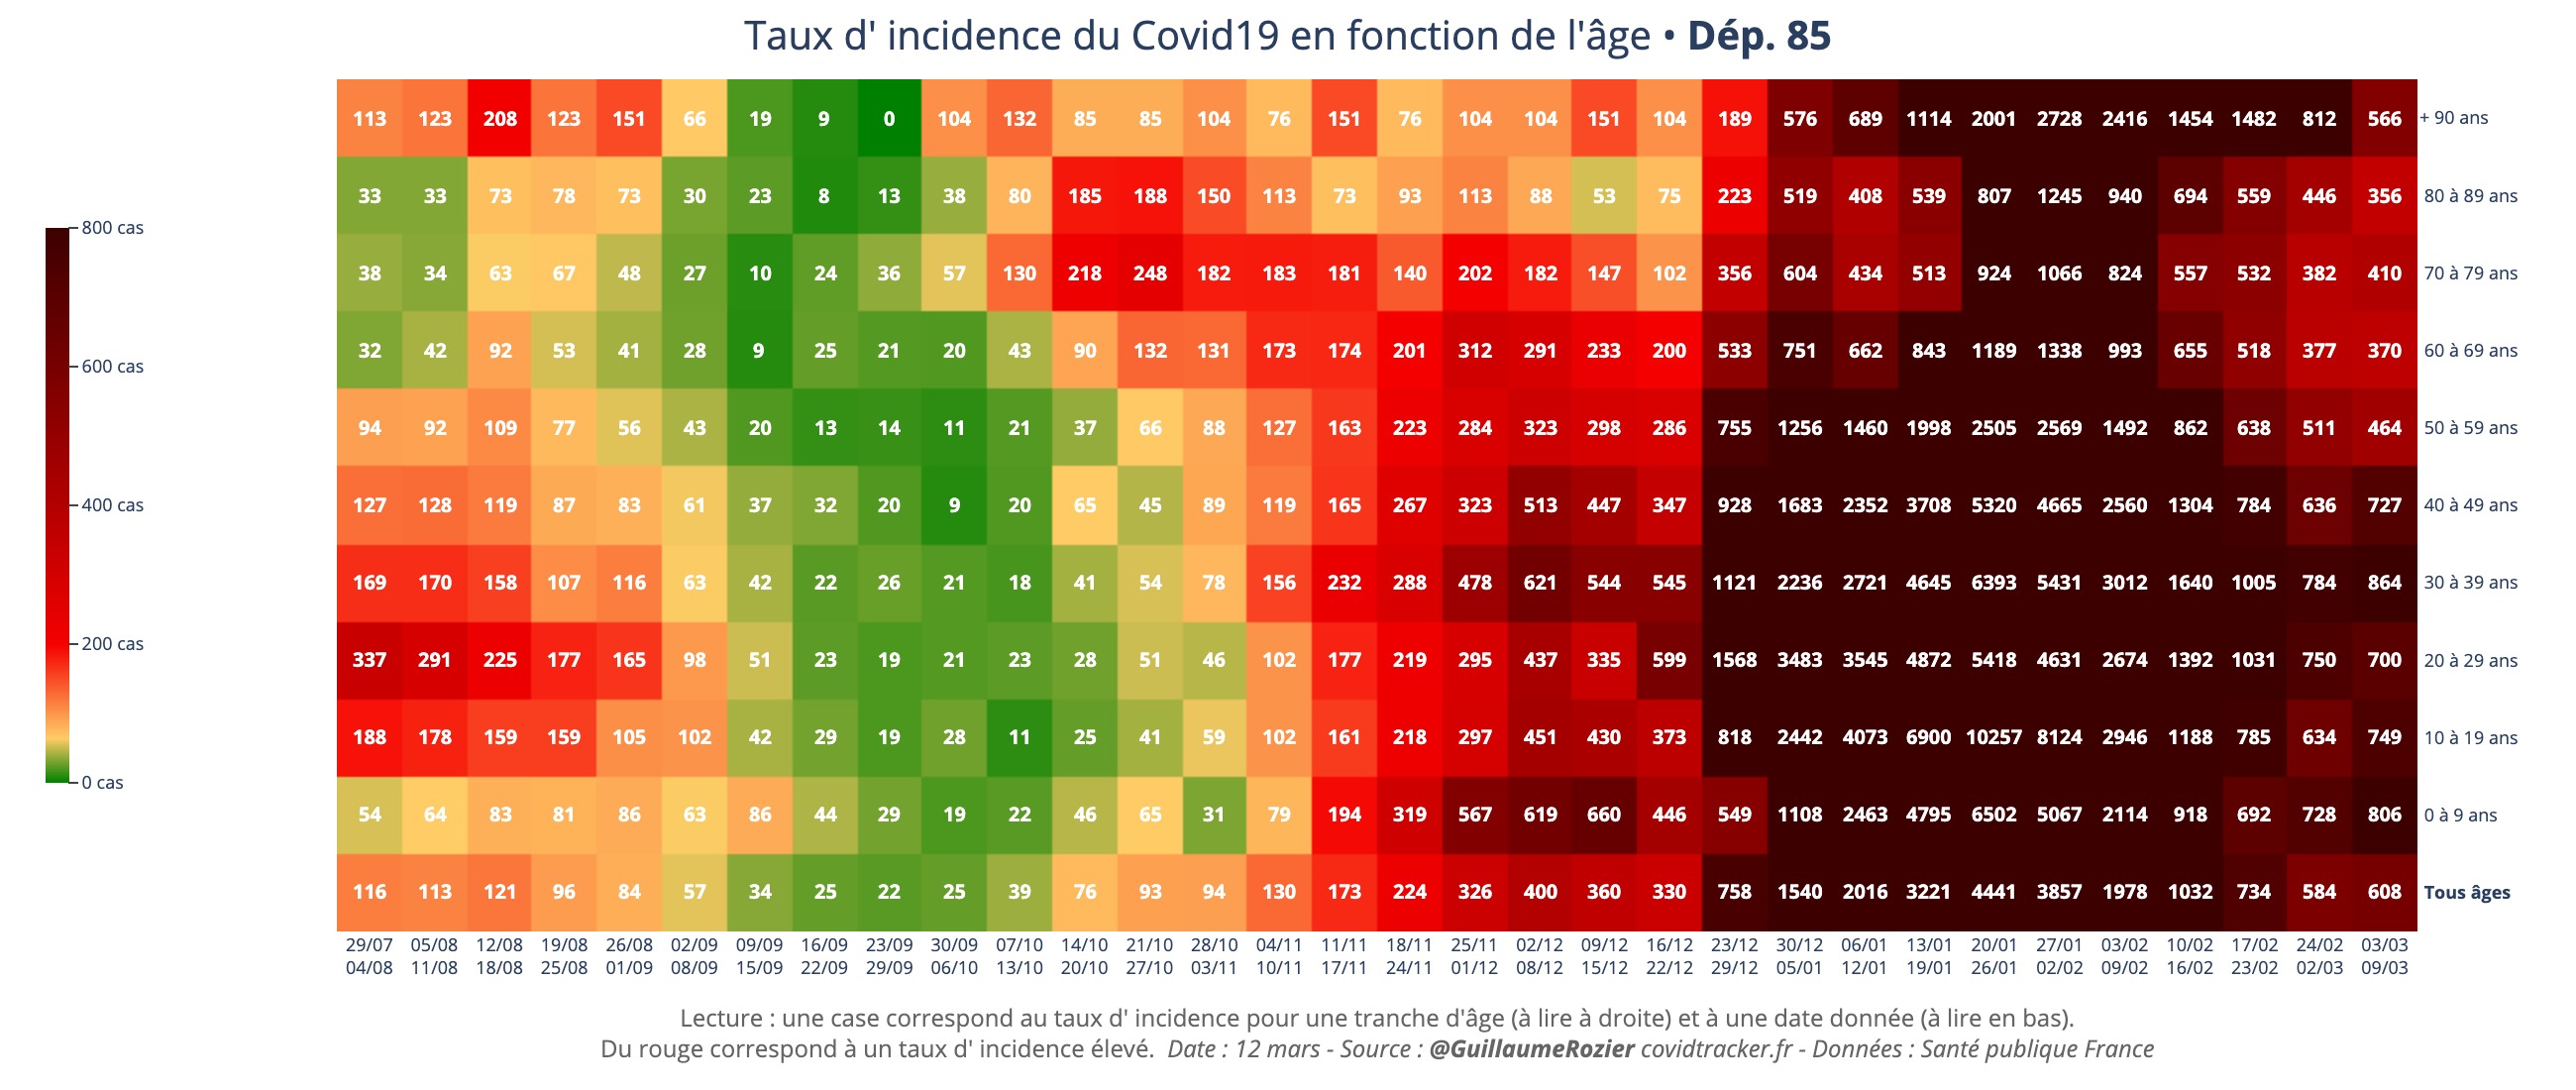 Taux d' incidence du Covid19 en fonction de l'âge • Dép. 85
800 cas
600 cas
400 cas
200 cas
0 cas
113 123 208 123 151 66 19 9 0 104 132 85 85 104 76 151 76 104 104 151 104 189 576 689 1114 2001 2728 2416 1454 1482 812 566 + 90 ans
33 33 73 78 73 30 23 8 13 38 80 185 188 150 113 73 93 113 88 53 75 223 519 408 539 807 1245 940 694 559 446 356 80 à 89 ans
38 34 63 67 48 27 10 24 36 57 130 218 248 182 183 181 140 202 182 147 102 356 604 434 513 924 1066 824 557 532 382 410 70 à 79 ans
32 42 92 53 41 28 9 25 21 20 43 90 132 131 173 174 201 312 291 233 200 533 751 662 843 1189 1338 993 655 518 377 370 60 à 69 ans
94 92 109 77 56 43 20 13 14 11 21 37 66 88 127 163 223 284 323 298 286 755 1256 1460 1998 2505 2569 1492 862 638 511 464 50 à 59 ans
127 128 119 87 83 61 37 32 20 9 20 65 45 89 119 165 267 323 513 447 347 928 1683 2352 3708 5320 4665 2560 1304 784 636 727 40 à 49 ans
169 170 158 107 116 63 42 22 26 21 18 41 54 78 156 232 288 478 621 544 545 1121 2236 2721 4645 6393 5431 3012 1640 1005 784 864 30 à 39 ans
337 291 225 177 165 98 51 23 19 21 23 28 51 46 102 177 219 295 437 335 599 1568 3483 3545 4872 5418 4631 2674 1392 1031 750 700 20 à 29 ans
188 178 159 159 105 102 42 29 19 28 11 25 41 59 102 161 218 297 451 430 373 818 2442 4073 6900 10257 8124 2946 1188 785 634 749 10 à 19 ans
54 64 83 81 86 63 86 44 29 19 22 46 65 31 79 194 319 567 619 660 446 549 1108 2463 4795 6502 5067 2114 918 692 728 806 0 à 9 ans
116 113 121 96 84 57 34 25 22 25 39 76 93 94 130 173 224 326 400 360 330 758 1540 2016 3221 4441 3857 1978 1032 734 584 608 Tous âges
29/07 05/08 12/08 19/08 26/08 02/09 09/09 16/09 23/09 30/09 07/10 14/10 21/10 28/10 04/11 11/11 18/11 25/11 02/12 09/12 16/12 23/12 30/12 06/01 13/01 20/01 27/01 03/02 10/02 17/02 24/02 03/03
04/08 11/08 18/08 25/08 01/09 08/09 15/09 22/09 29/09 06/10 13/10 20/10 27/10 03/11 10/11 17/11 24/11 01/12 08/12 15/12 22/12 29/12 05/01 12/01 19/01 26/01 02/02 09/02 16/02 23/02 02/03 09/03
Lecture : une case correspond au taux d' incidence pour une tranche d'âge (à lire à droite) et à une date donnée (à lire en bas).
Du rouge correspond à un taux d' incidence élevé. Date : 12 mars - Source : @GuillaumeRozier covidtracker.fr - Données : Santé publique France